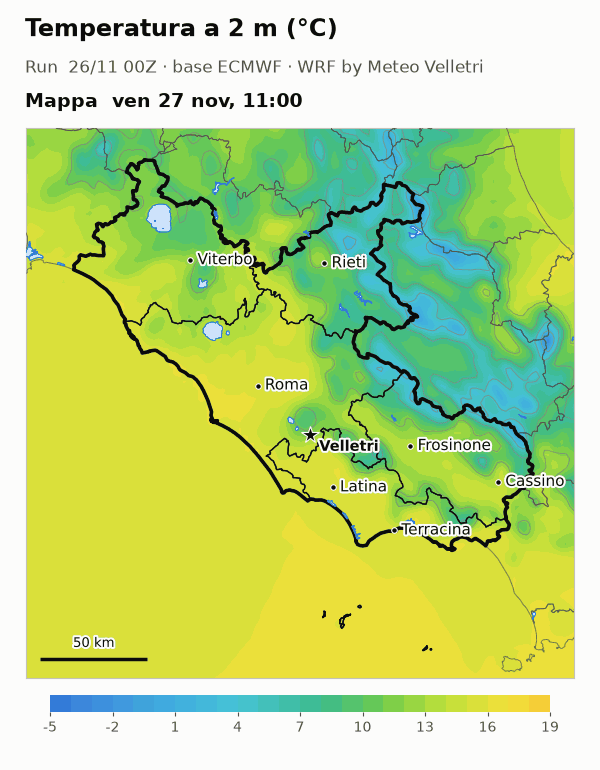 Temperatura a 2 m (°C)
Run  26/11 00Z · base ECMWF · WRF by Meteo Velletri
Mappa  ven 27 nov, 11:00
Viterbo
Rieti
Roma
Velletri
Frosinone
Latina
Cassino
Terracina
50 km
-5 -2 1 4 7 10 13 16 19